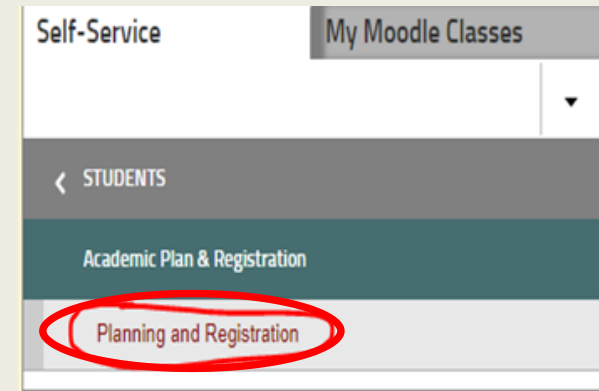 Self-Service My Moodle Classes
STUDENTS
Academic Plan & Registration
Planning and Registration